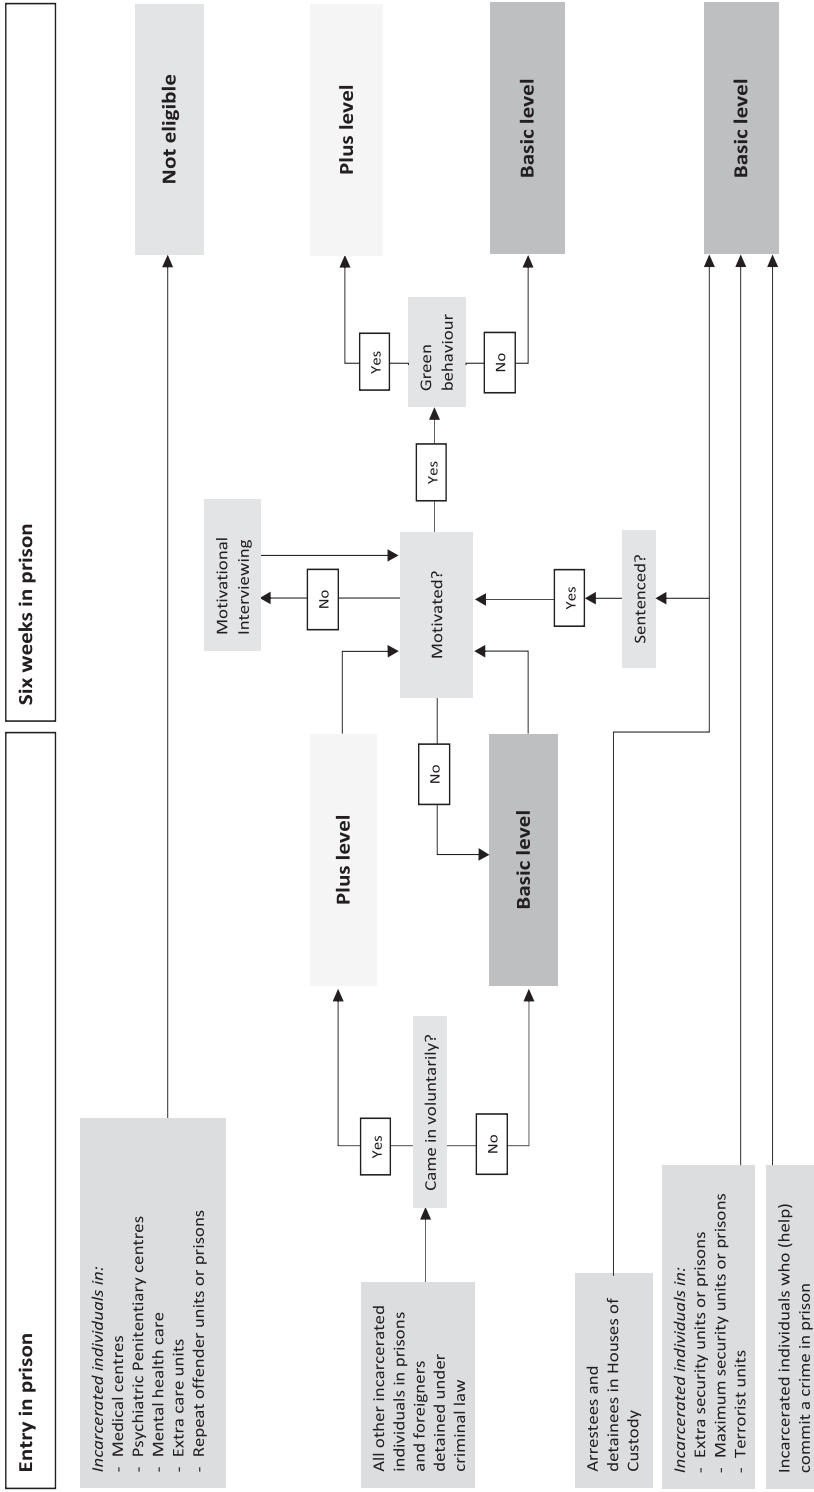 Entry in prison
Six weeks in prison
Incarcerated individuals in:
- Medical centres
- Psychiatric Penitentiary centres
- Mental health care
- Extra care units
- Repeat offender units or prisons
Not eligible
All other incarcerated
individuals in prisons
and foreigners
detained under
criminal law
Came in voluntarily?
Yes
No
Plus level
Basic level
No
Motivated?
No
Motivational
Interviewing
Yes
Green
behaviour
Yes
No
Plus level
Basic level
Arrestees and
detainees in Houses of
Custody
Sentenced?
Yes
Incarcerated individuals in:
- Extra security units or prisons
- Maximum security units or prisons
- Terrorist units
Incarcerated individuals who (help)
commit a crime in prison
Basic level